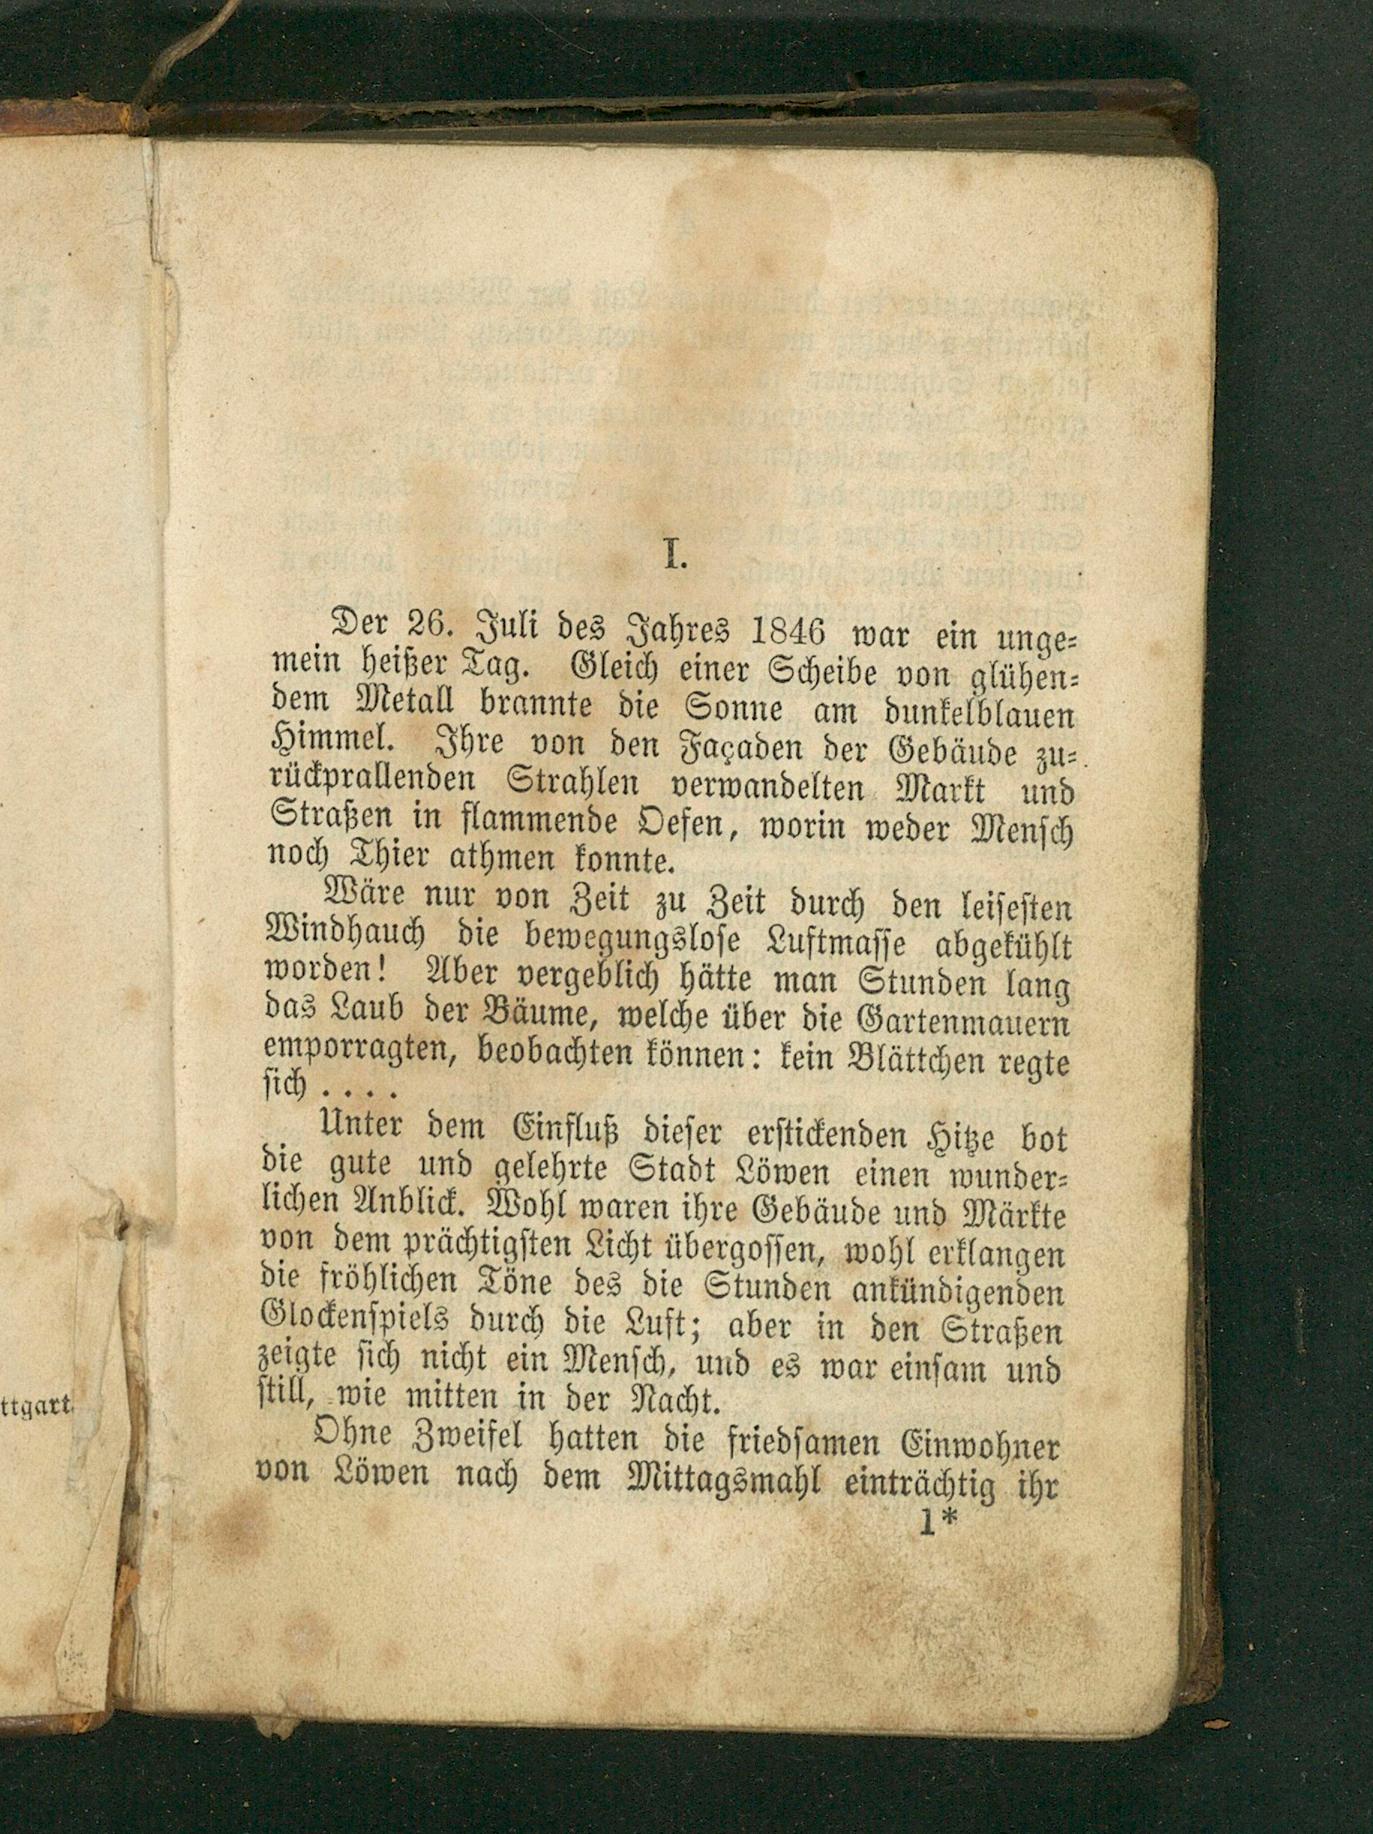 I.
Der 26. Juli des Jahres 1846 war ein unge-
mein heißer Tag. Gleich einer Scheibe von glühen-
dem Metall brannte die Sonne am dunkelblauen
Himmel. Ihre von den Façaden der Gebäude zu-
rückprallenden Strahlen verwandelten Markt und
Straßen in flammende Oefen, worin weder Mensch
noch Thier athmen konnte.
Wäre nur von Zeit zu Zeit durch den leisesten
Windhauch die bewegungslose Luftmasse abgekühlt
worden! Aber vergeblich hätte man Stunden lang
das Laub der Bäume, welche über die Gartenmauern
emporragten, beobachten können: kein Blättchen regte
sich . . . .
Unter dem Einfluß dieser erstickenden Hitze bot
die gute und gelehrte Stadt Löwen einen wunder-
lichen Anblick. Wohl waren ihre Gebäude und Märkte
von dem prächtigsten Licht übergossen, wohl erklangen
die fröhlichen Töne des die Stunden ankündigenden
Glockenspiels durch die Luft; aber in den Straßen
zeigte sich nicht ein Mensch, und es war einsam und
still, wie mitten in der Nacht.
Ohne Zweifel hatten die friedsamen Einwohner
von Löwen nach dem Mittagsmahl einträchtig ihr
1*
ttgart.